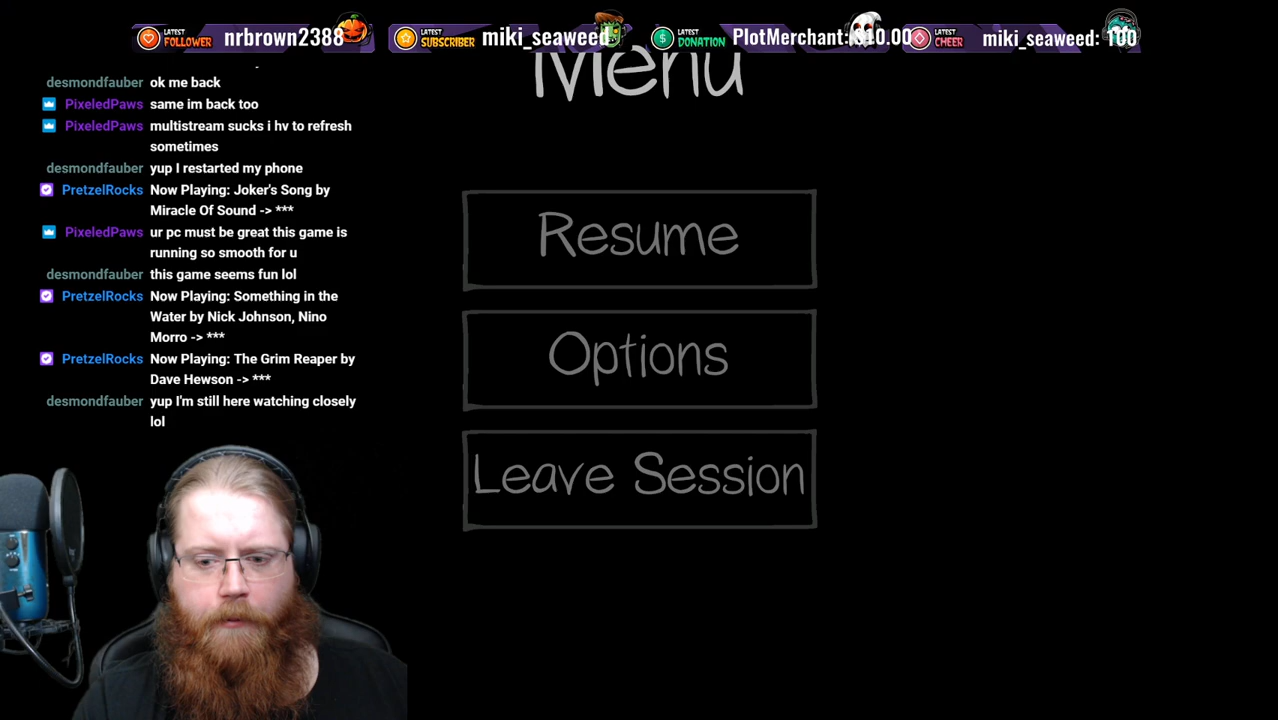 LATEST FOLLOWER nrbrown2388 LATEST SUBSCRIBER miki_seaweed LATEST DONATION PlotMerchant: $10.00 LATEST CHEER miki_seaweed: 100
Menu
desmondfauber ok me back
PixeledPaws same im back too
PixeledPaws multistream sucks i hv to refresh
sometimes
desmondfauber yup I restarted my phone
PretzelRocks Now Playing: Joker's Song by
Miracle Of Sound -> ***
PixeledPaws ur pc must be great this game is
running so smooth for u
desmondfauber this game seems fun lol
PretzelRocks Now Playing: Something in the
Water by Nick Johnson, Nino
Morro -> ***
PretzelRocks Now Playing: The Grim Reaper by
Dave Hewson -> ***
desmondfauber yup I'm still here watching closely
lol
Resume
Options
Leave Session